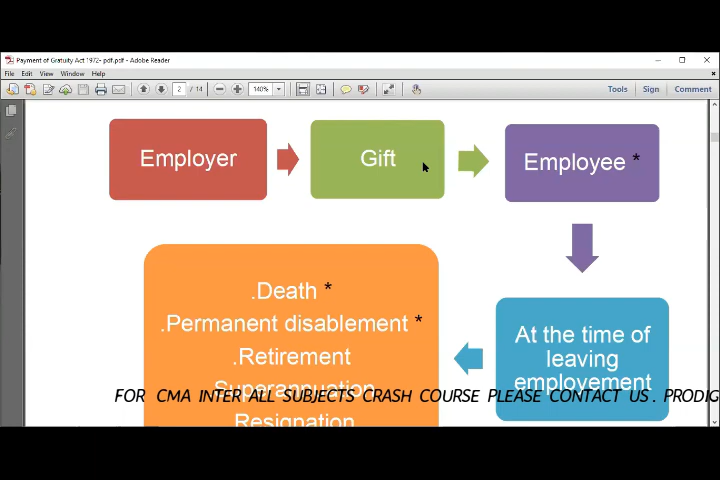 Payment of Gratuity Act 1972- pdf.pdf - Adobe Reader
File Edit View Window Help
2 / 14 140% Tools Sign Comment
Employer Gift Employee *
.Death *
.Permanent disablement *
.Retirement
Superannuation
Resignation
At the time of
leaving
employement
FOR CMA INTER ALL SUBJECTS CRASH COURSE PLEASE CONTACT US . PRODIG